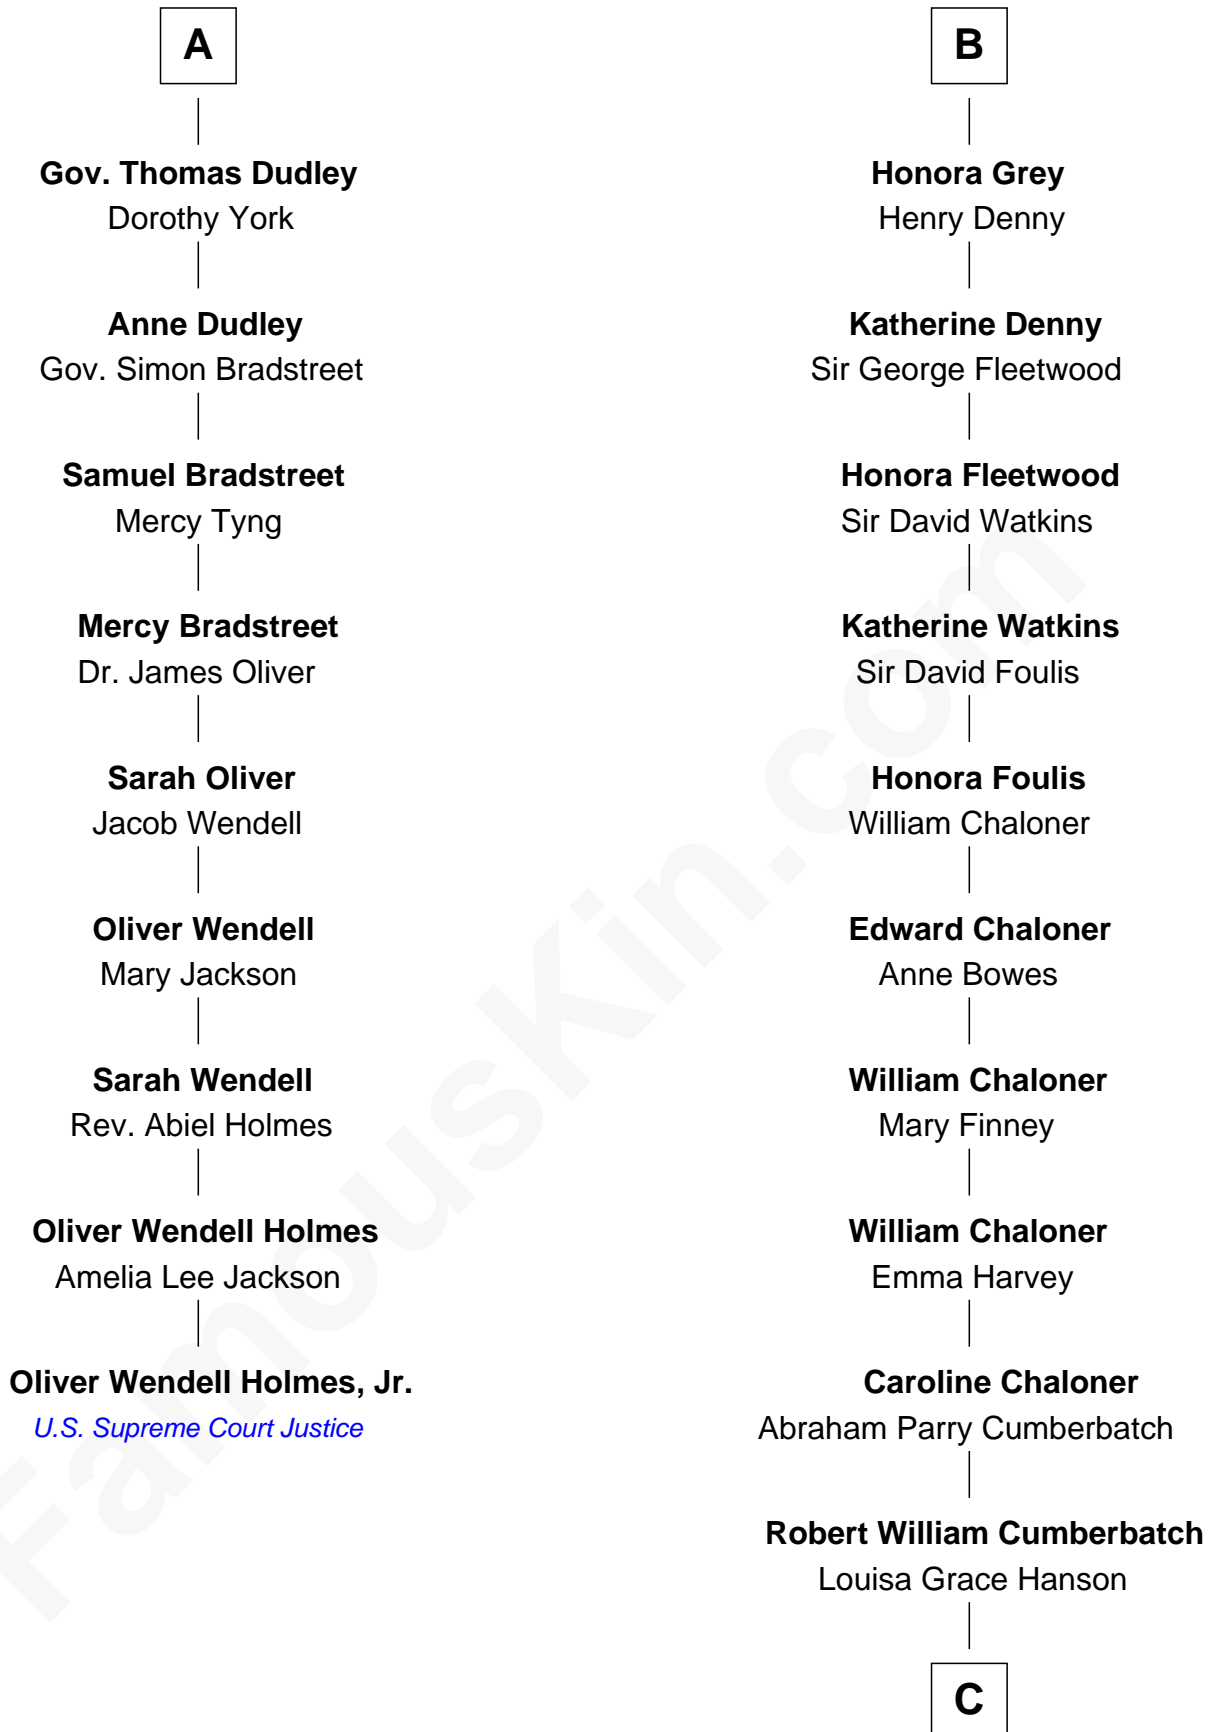 A
Gov. Thomas Dudley
Dorothy York
Anne Dudley
Gov. Simon Bradstreet
Samuel Bradstreet
Mercy Tyng
Mercy Bradstreet
Dr. James Oliver
Sarah Oliver
Jacob Wendell
Oliver Wendell
Mary Jackson
Sarah Wendell
Rev. Abiel Holmes
Oliver Wendell Holmes
Amelia Lee Jackson
Oliver Wendell Holmes, Jr.
U.S. Supreme Court Justice
B
Honora Grey
Henry Denny
Katherine Denny
Sir George Fleetwood
Honora Fleetwood
Sir David Watkins
Katherine Watkins
Sir David Foulis
Honora Foulis
William Chaloner
Edward Chaloner
Anne Bowes
William Chaloner
Mary Finney
William Chaloner
Emma Harvey
Caroline Chaloner
Abraham Parry Cumberbatch
Robert William Cumberbatch
Louisa Grace Hanson
C
FamousKin.com